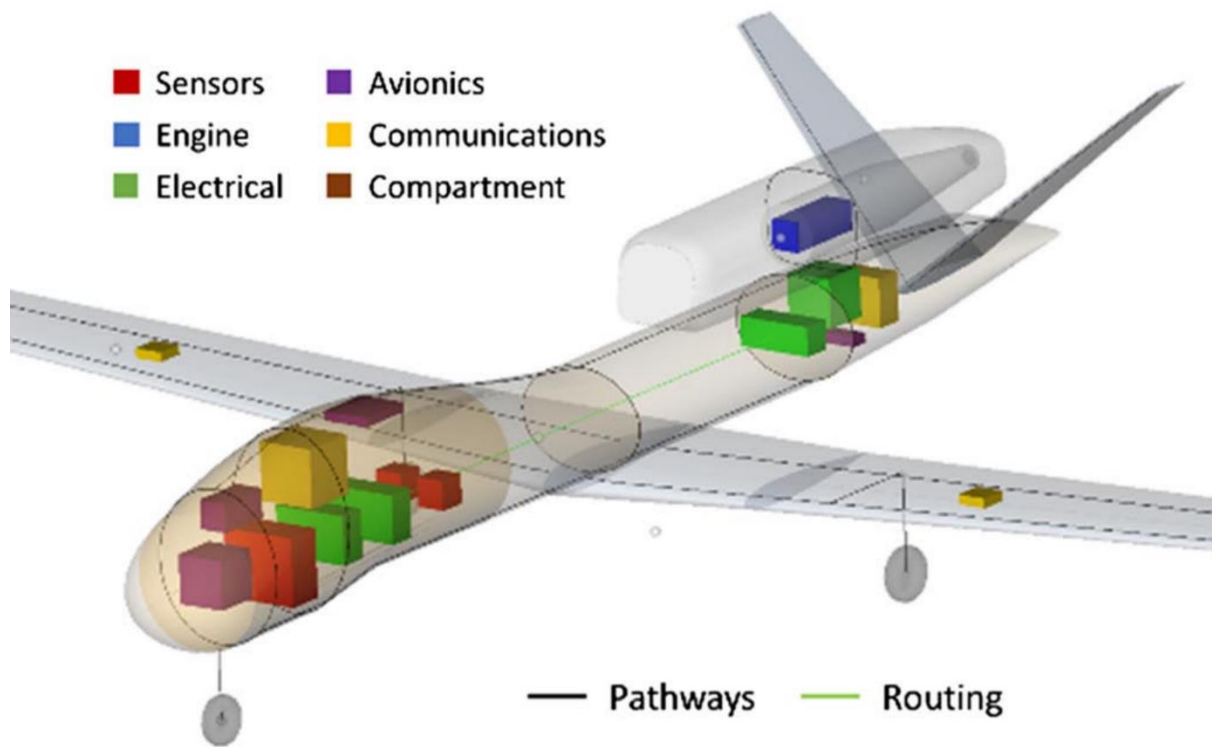 Sensors Avionics
Engine Communications
Electrical Compartment
Pathways Routing